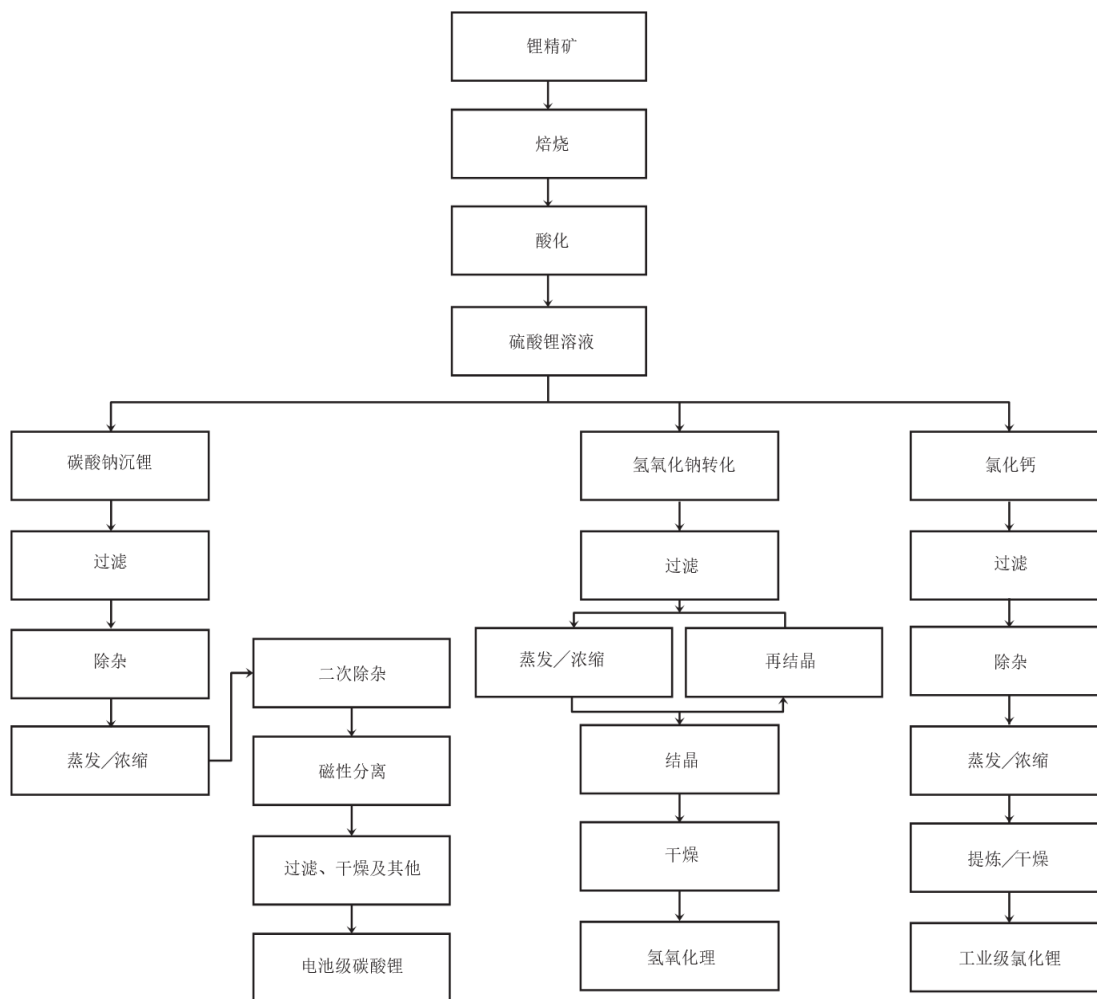 锂精矿
焙烧
酸化
硫酸锂溶液
碳酸钠沉锂
过滤
除杂
蒸发/浓缩
二次除杂
磁性分离
过滤、干燥及其他
电池级碳酸锂
氢氧化钠转化
过滤
蒸发/浓缩
再结晶
结晶
干燥
氢氧化理
氯化钙
过滤
除杂
蒸发/浓缩
提炼/干燥
工业级氯化锂